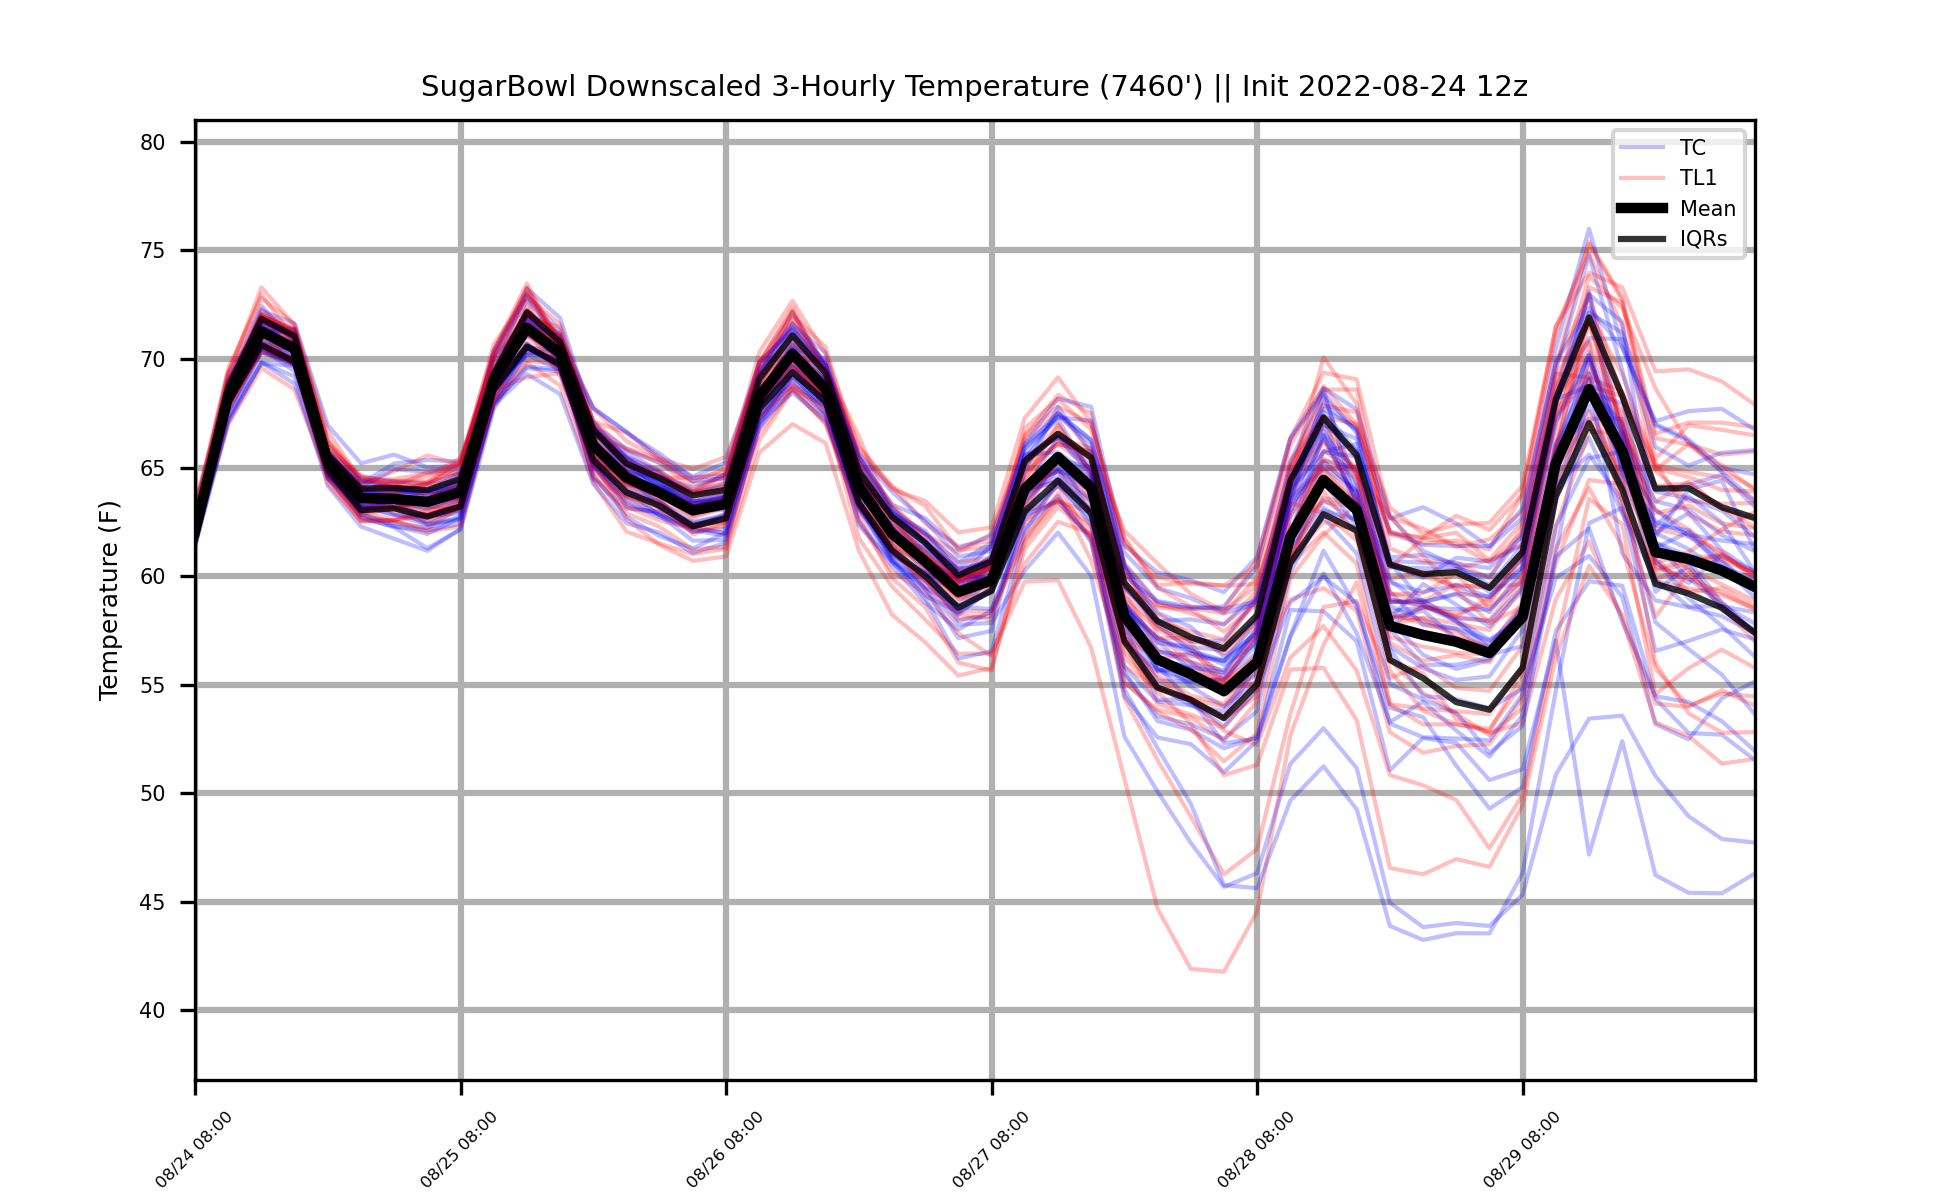 SugarBowl Downscaled 3-Hourly Temperature (7460') || Init 2022-08-24 12z
TC
TL1
Mean
IQRs
Temperature (F)
80
75
70
65
60
55
50
45
40
08/24 08:00
08/25 08:00
08/26 08:00
08/27 08:00
08/28 08:00
08/29 08:00